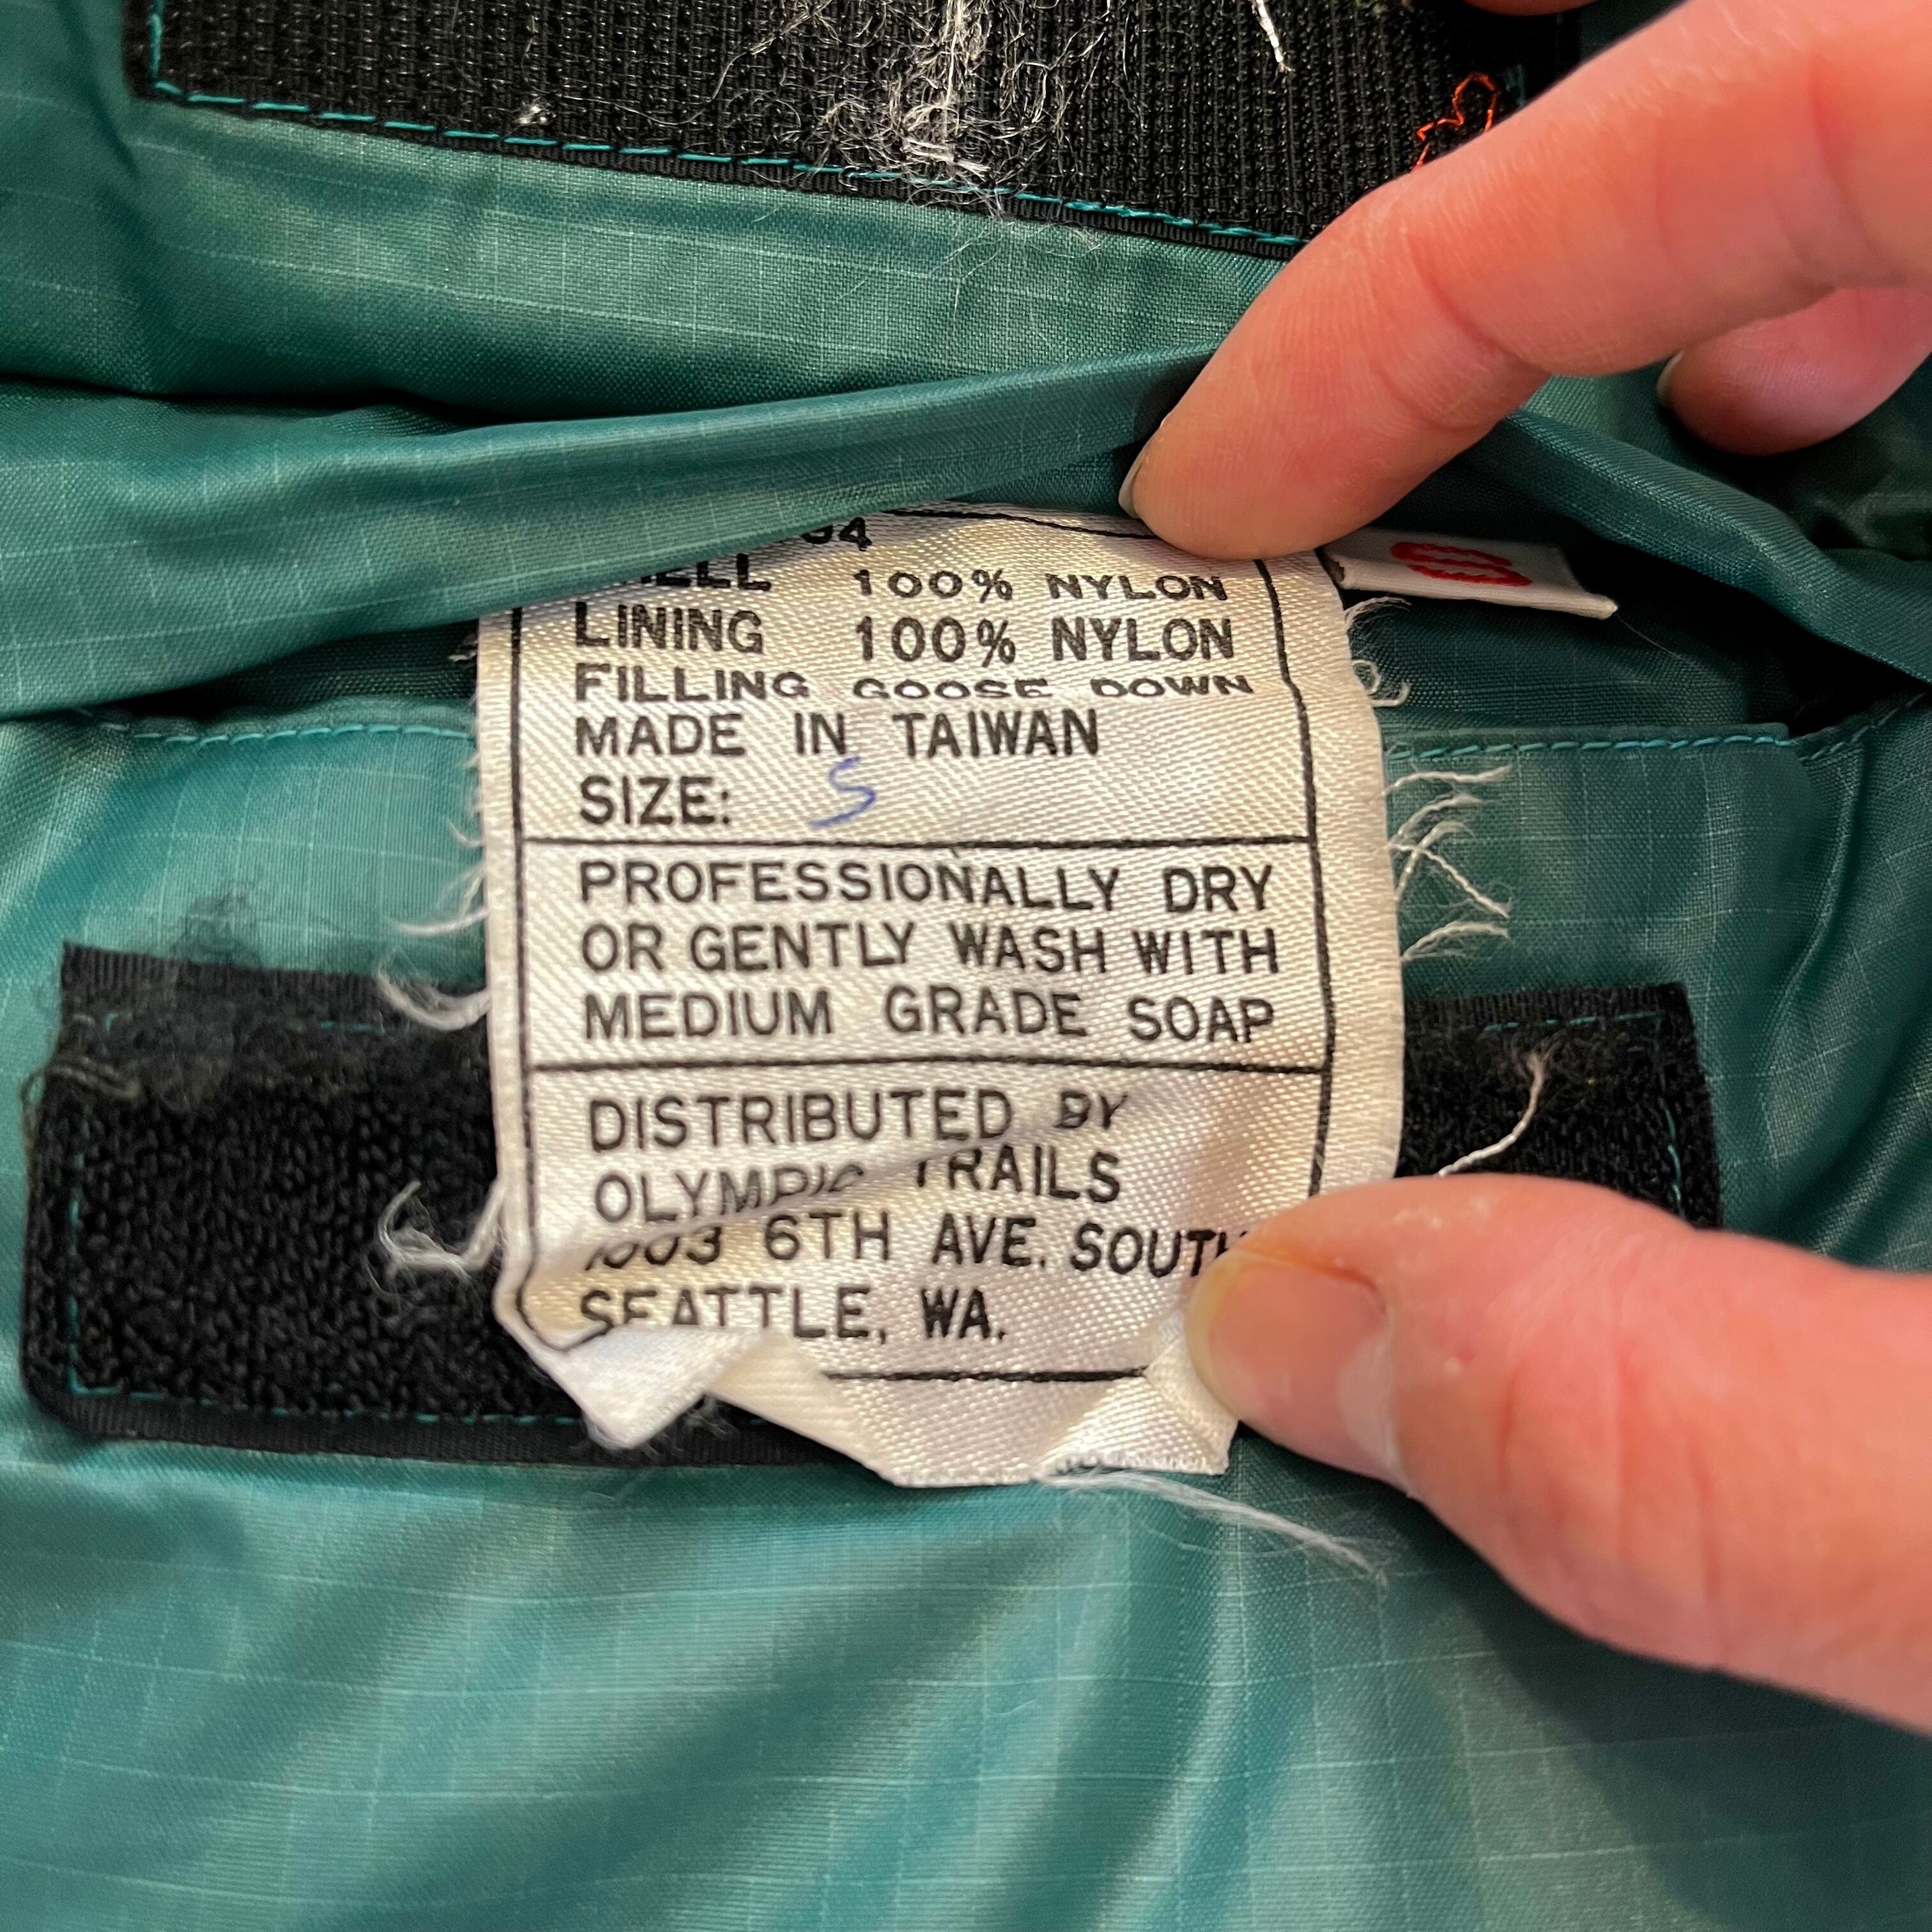 100% NYLON
LINING 100% NYLON
FILLING GOOSE DOWN
MADE IN TAIWAN
SIZE: S
PROFESSIONALLY DRY
OR GENTLY WASH WITH
MEDIUM GRADE SOAP
DISTRIBUTED BY
OLYMPIC TRAILS
6TH AVE. SOUTH
SEATTLE, WA.